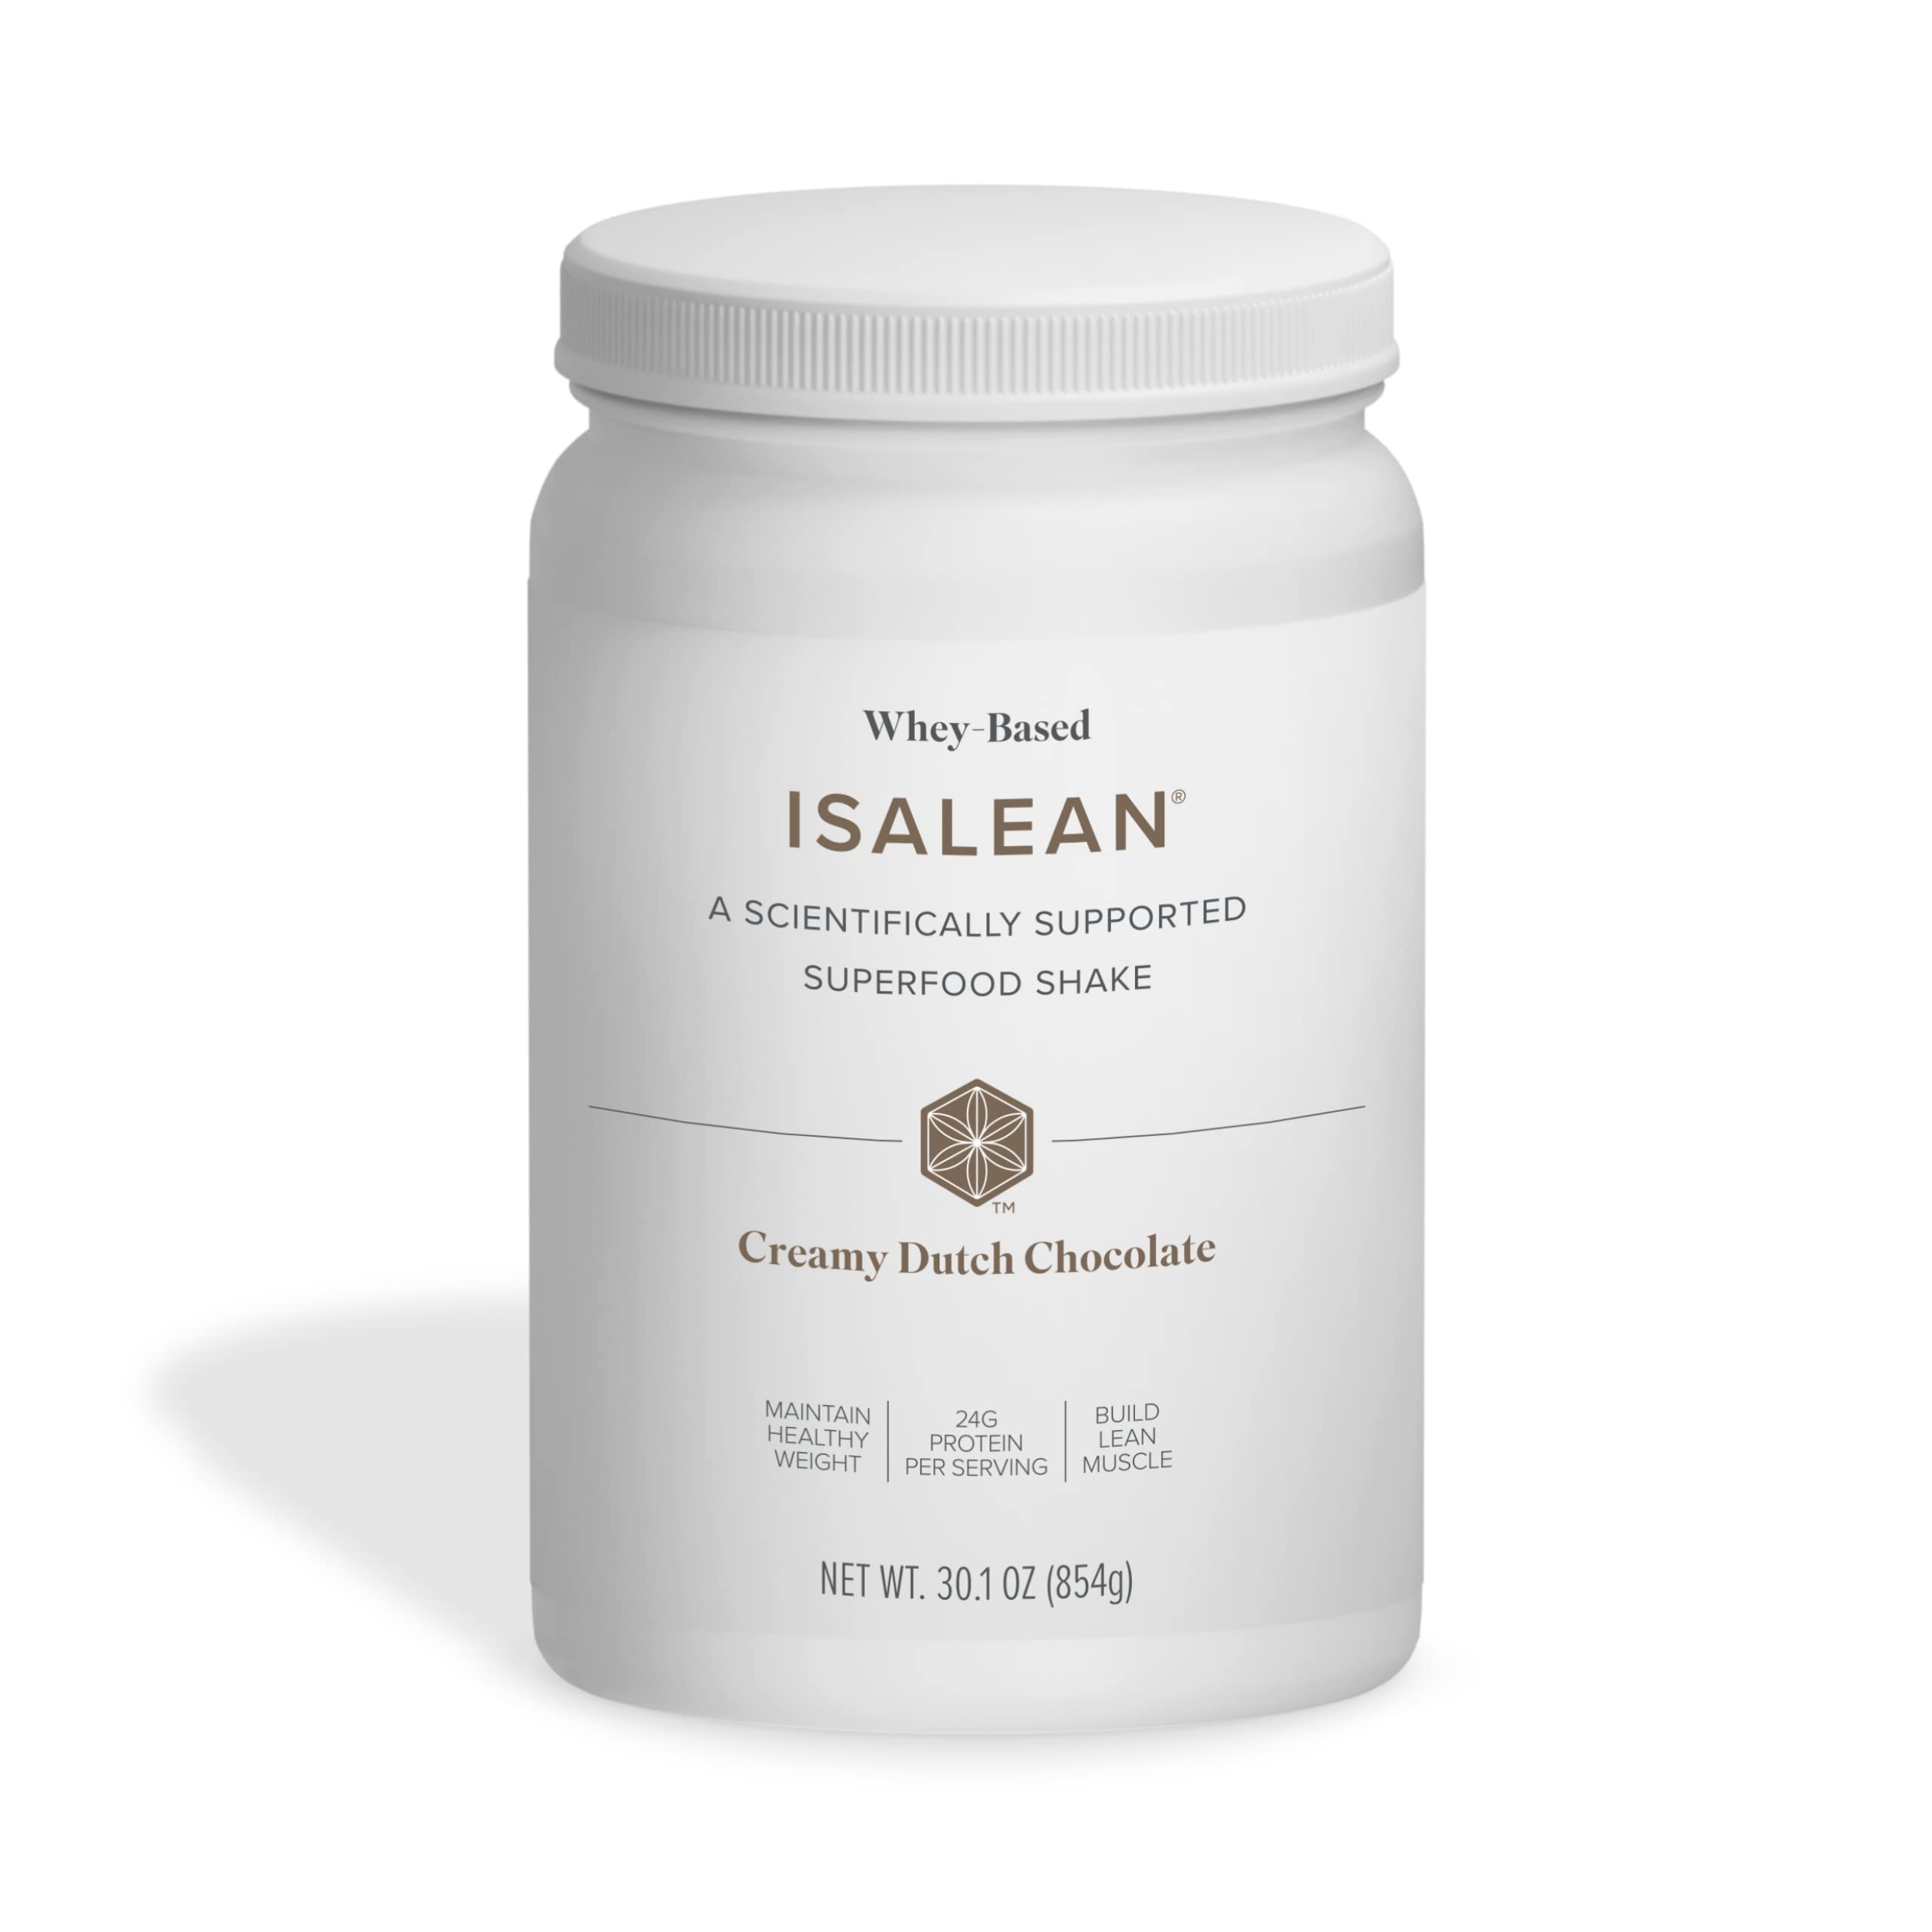 Whey-Based
ISALEAN®
A SCIENTIFICALLY SUPPORTED
SUPERFOOD SHAKE
TM
Creamy Dutch Chocolate
MAINTAIN
HEALTHY
WEIGHT
24G
PROTEIN
PER SERVING
BUILD
LEAN
MUSCLE
NET WT. 30.1 OZ (854g)